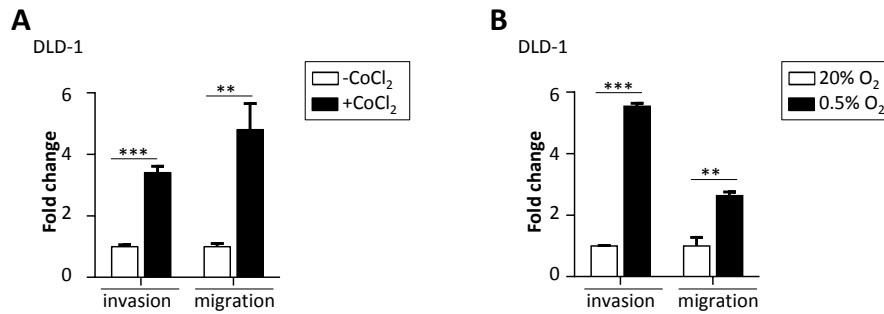 A
DLD-1
-CoCl₂
+CoCl₂
Fold change
6
4
2
0
***
**
invasion
migration
B
DLD-1
20% O₂
0.5% O₂
Fold change
6
4
2
0
***
**
invasion
migration